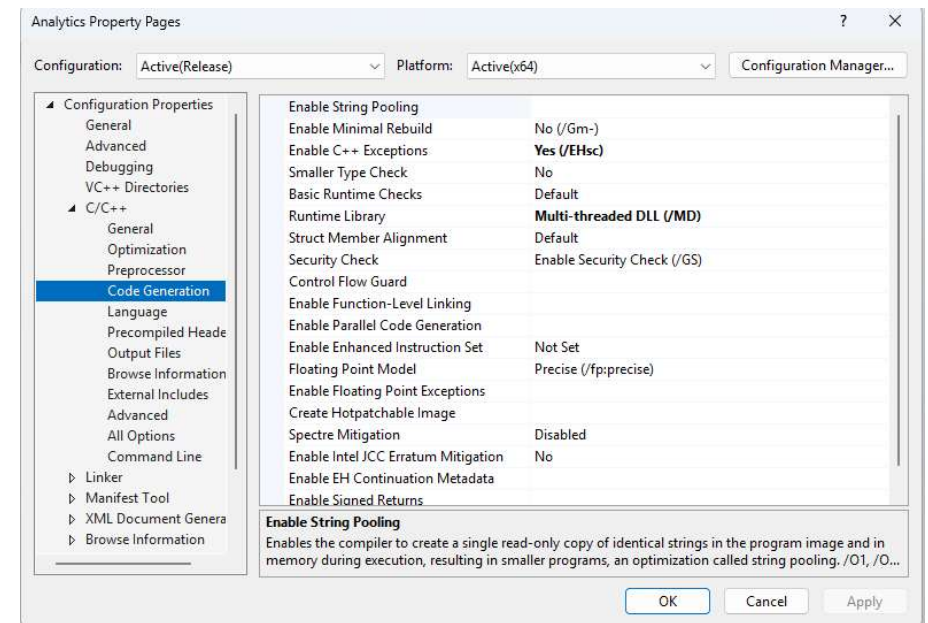 Analytics Property Pages ? ×
Configuration: Active(Release) Platform: Active(x64) Configuration Manager...
Configuration Properties
General
Advanced
Debugging
VC++ Directories
C/C++
General
Optimization
Preprocessor
Code Generation
Language
Precompiled Heade
Output Files
Browse Information
External Includes
Advanced
All Options
Command Line
Linker
Manifest Tool
XML Document Genera
Browse Information
Enable String Pooling
Enable Minimal Rebuild No (/Gm-)
Enable C++ Exceptions Yes (/EHsc)
Smaller Type Check No
Basic Runtime Checks Default
Runtime Library Multi-threaded DLL (/MD)
Struct Member Alignment Default
Security Check Enable Security Check (/GS)
Control Flow Guard
Enable Function-Level Linking
Enable Parallel Code Generation
Enable Enhanced Instruction Set Not Set
Floating Point Model Precise (/fp:precise)
Enable Floating Point Exceptions
Create Hotpatchable Image
Spectre Mitigation Disabled
Enable Intel JCC Erratum Mitigation No
Enable EH Continuation Metadata
Enable Signed Returns
Enable String Pooling
Enables the compiler to create a single read-only copy of identical strings in the program image and in
memory during execution, resulting in smaller programs, an optimization called string pooling. /O1, /O...
OK Cancel Apply